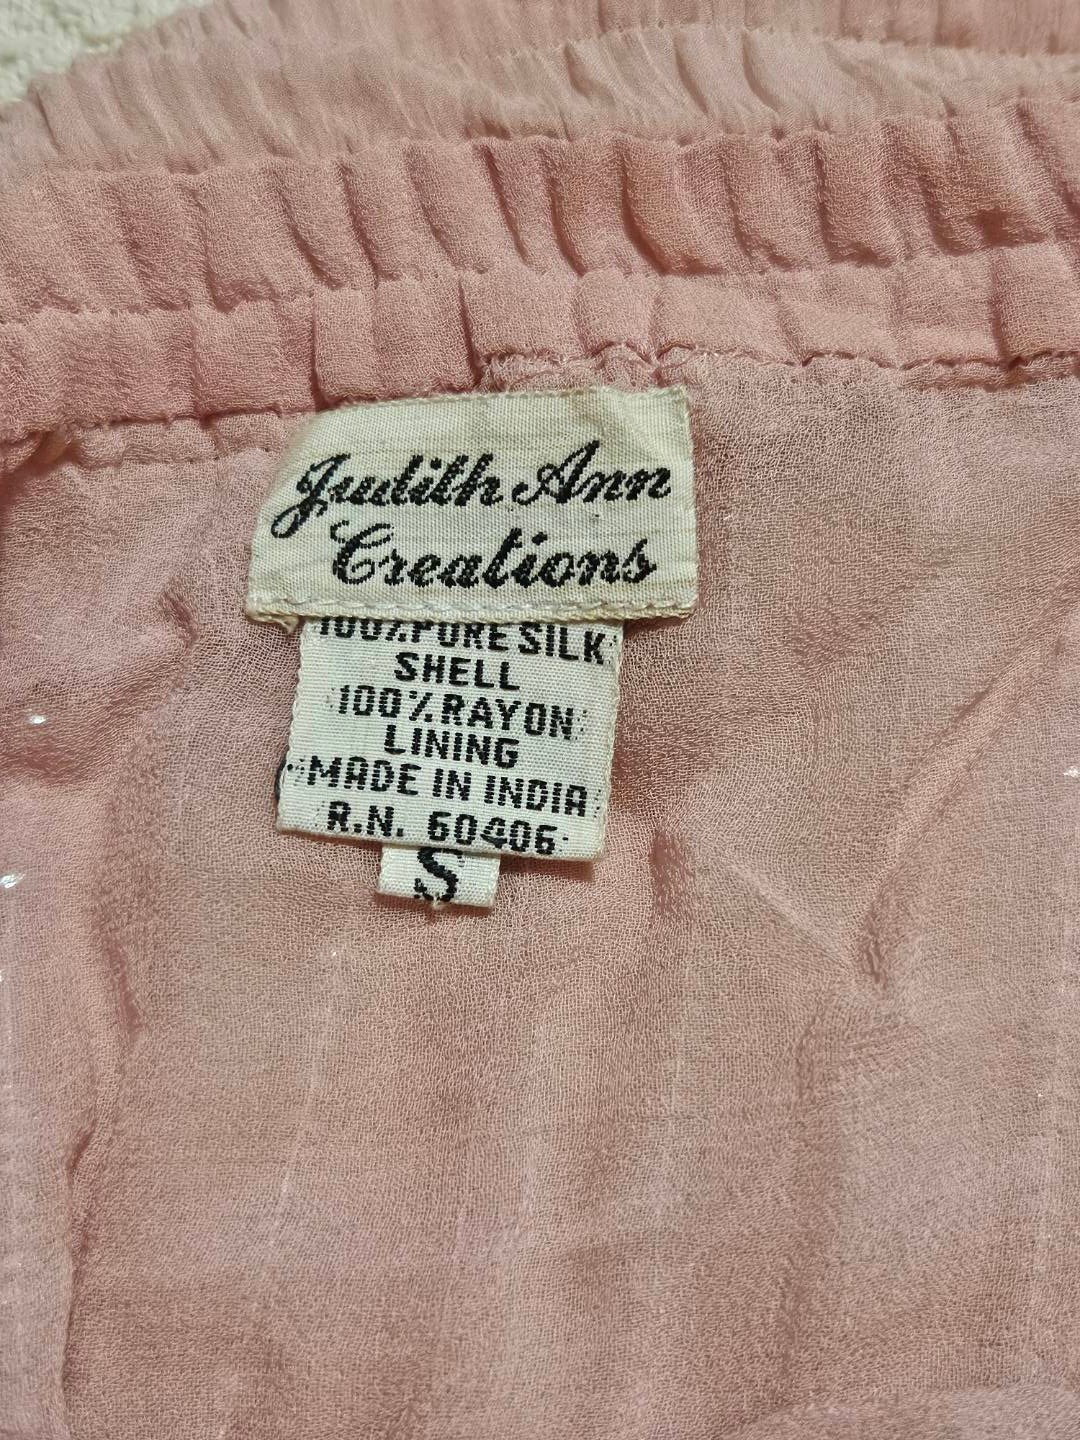 Judith Ann
Creations
100% PURE SILK
SHELL
100% RAYON
LINING
MADE IN INDIA
R.N. 60406
S